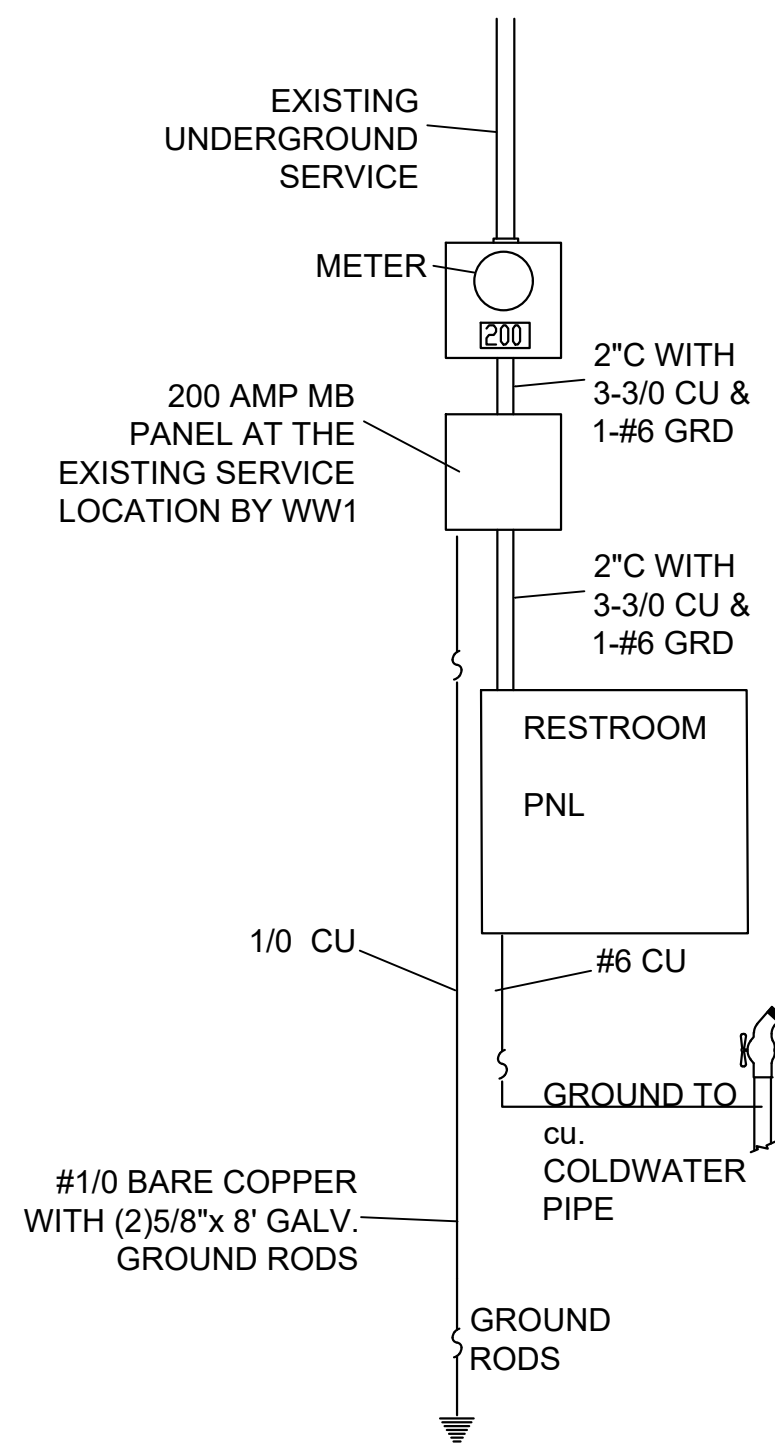 EXISTING
UNDERGROUND
SERVICE
METER
200
2"C WITH
3-3/0 CU &
1-#6 GRD
200 AMP MB
PANEL AT THE
EXISTING SERVICE
LOCATION BY WW1
2"C WITH
3-3/0 CU &
1-#6 GRD
RESTROOM
PNL
1/0 CU
#6 CU
GROUND TO
cu.
COLDWATER
PIPE
#1/0 BARE COPPER
WITH (2)5/8"x 8' GALV.
GROUND RODS
GROUND
RODS